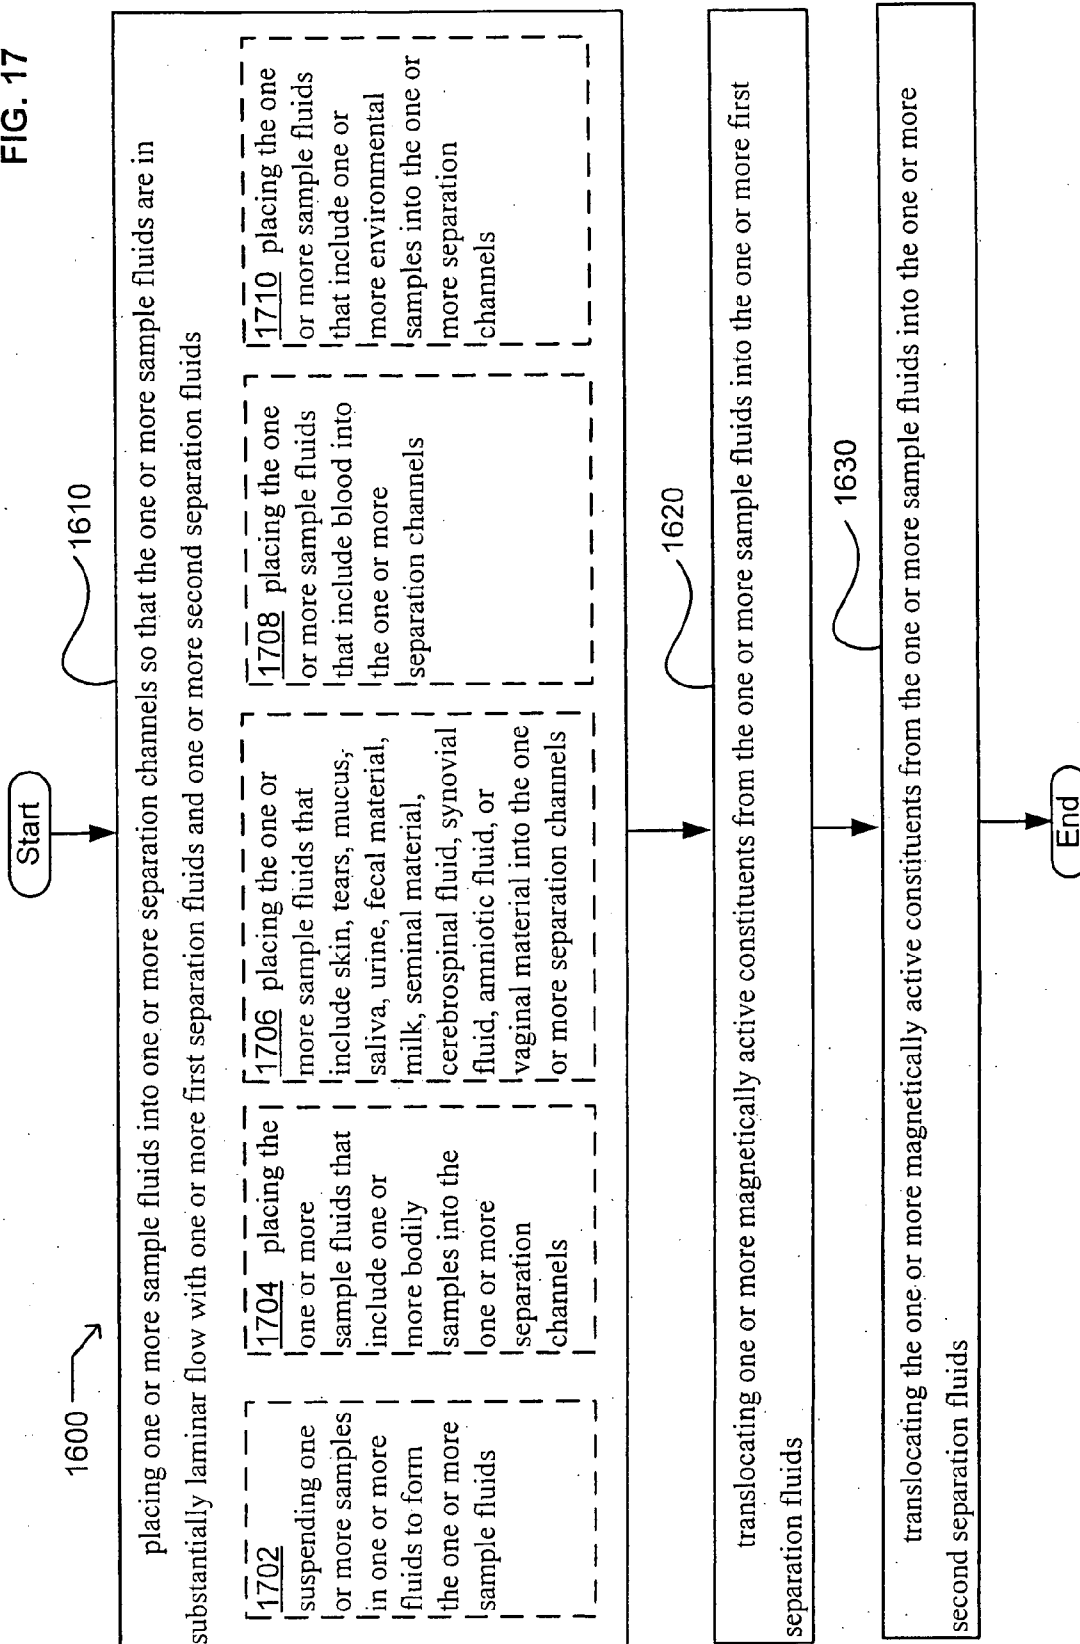 FIG. 17
1600
Start
1610
placing one or more sample fluids into one or more separation channels so that the one or more sample fluids are in
substantially laminar flow with one or more first separation fluids and one or more second separation fluids
1702
suspending one
or more samples
in one or more
fluids to form
the one or more
sample fluids
1704 placing the
one or more
sample fluids that
include one or
more bodily
samples into the
one or more
separation
channels
1706 placing the one or
more sample fluids that
include skin, tears, mucus,
saliva, urine, fecal material,
milk, seminal material,
cerebrospinal fluid, synovial
fluid, amniotic fluid, or
vaginal material into the one
or more separation channels
1708 placing the one
or more sample fluids
that include blood into
the one or more
separation channels
1710 placing the one
or more sample fluids
that include one or
more environmental
samples into the one or
more separation
channels
1620
translocating one or more magnetically active constituents from the one or more sample fluids into the one or more first
separation fluids
1630
translocating the one or more magnetically active constituents from the one or more sample fluids into the one or more
second separation fluids
End